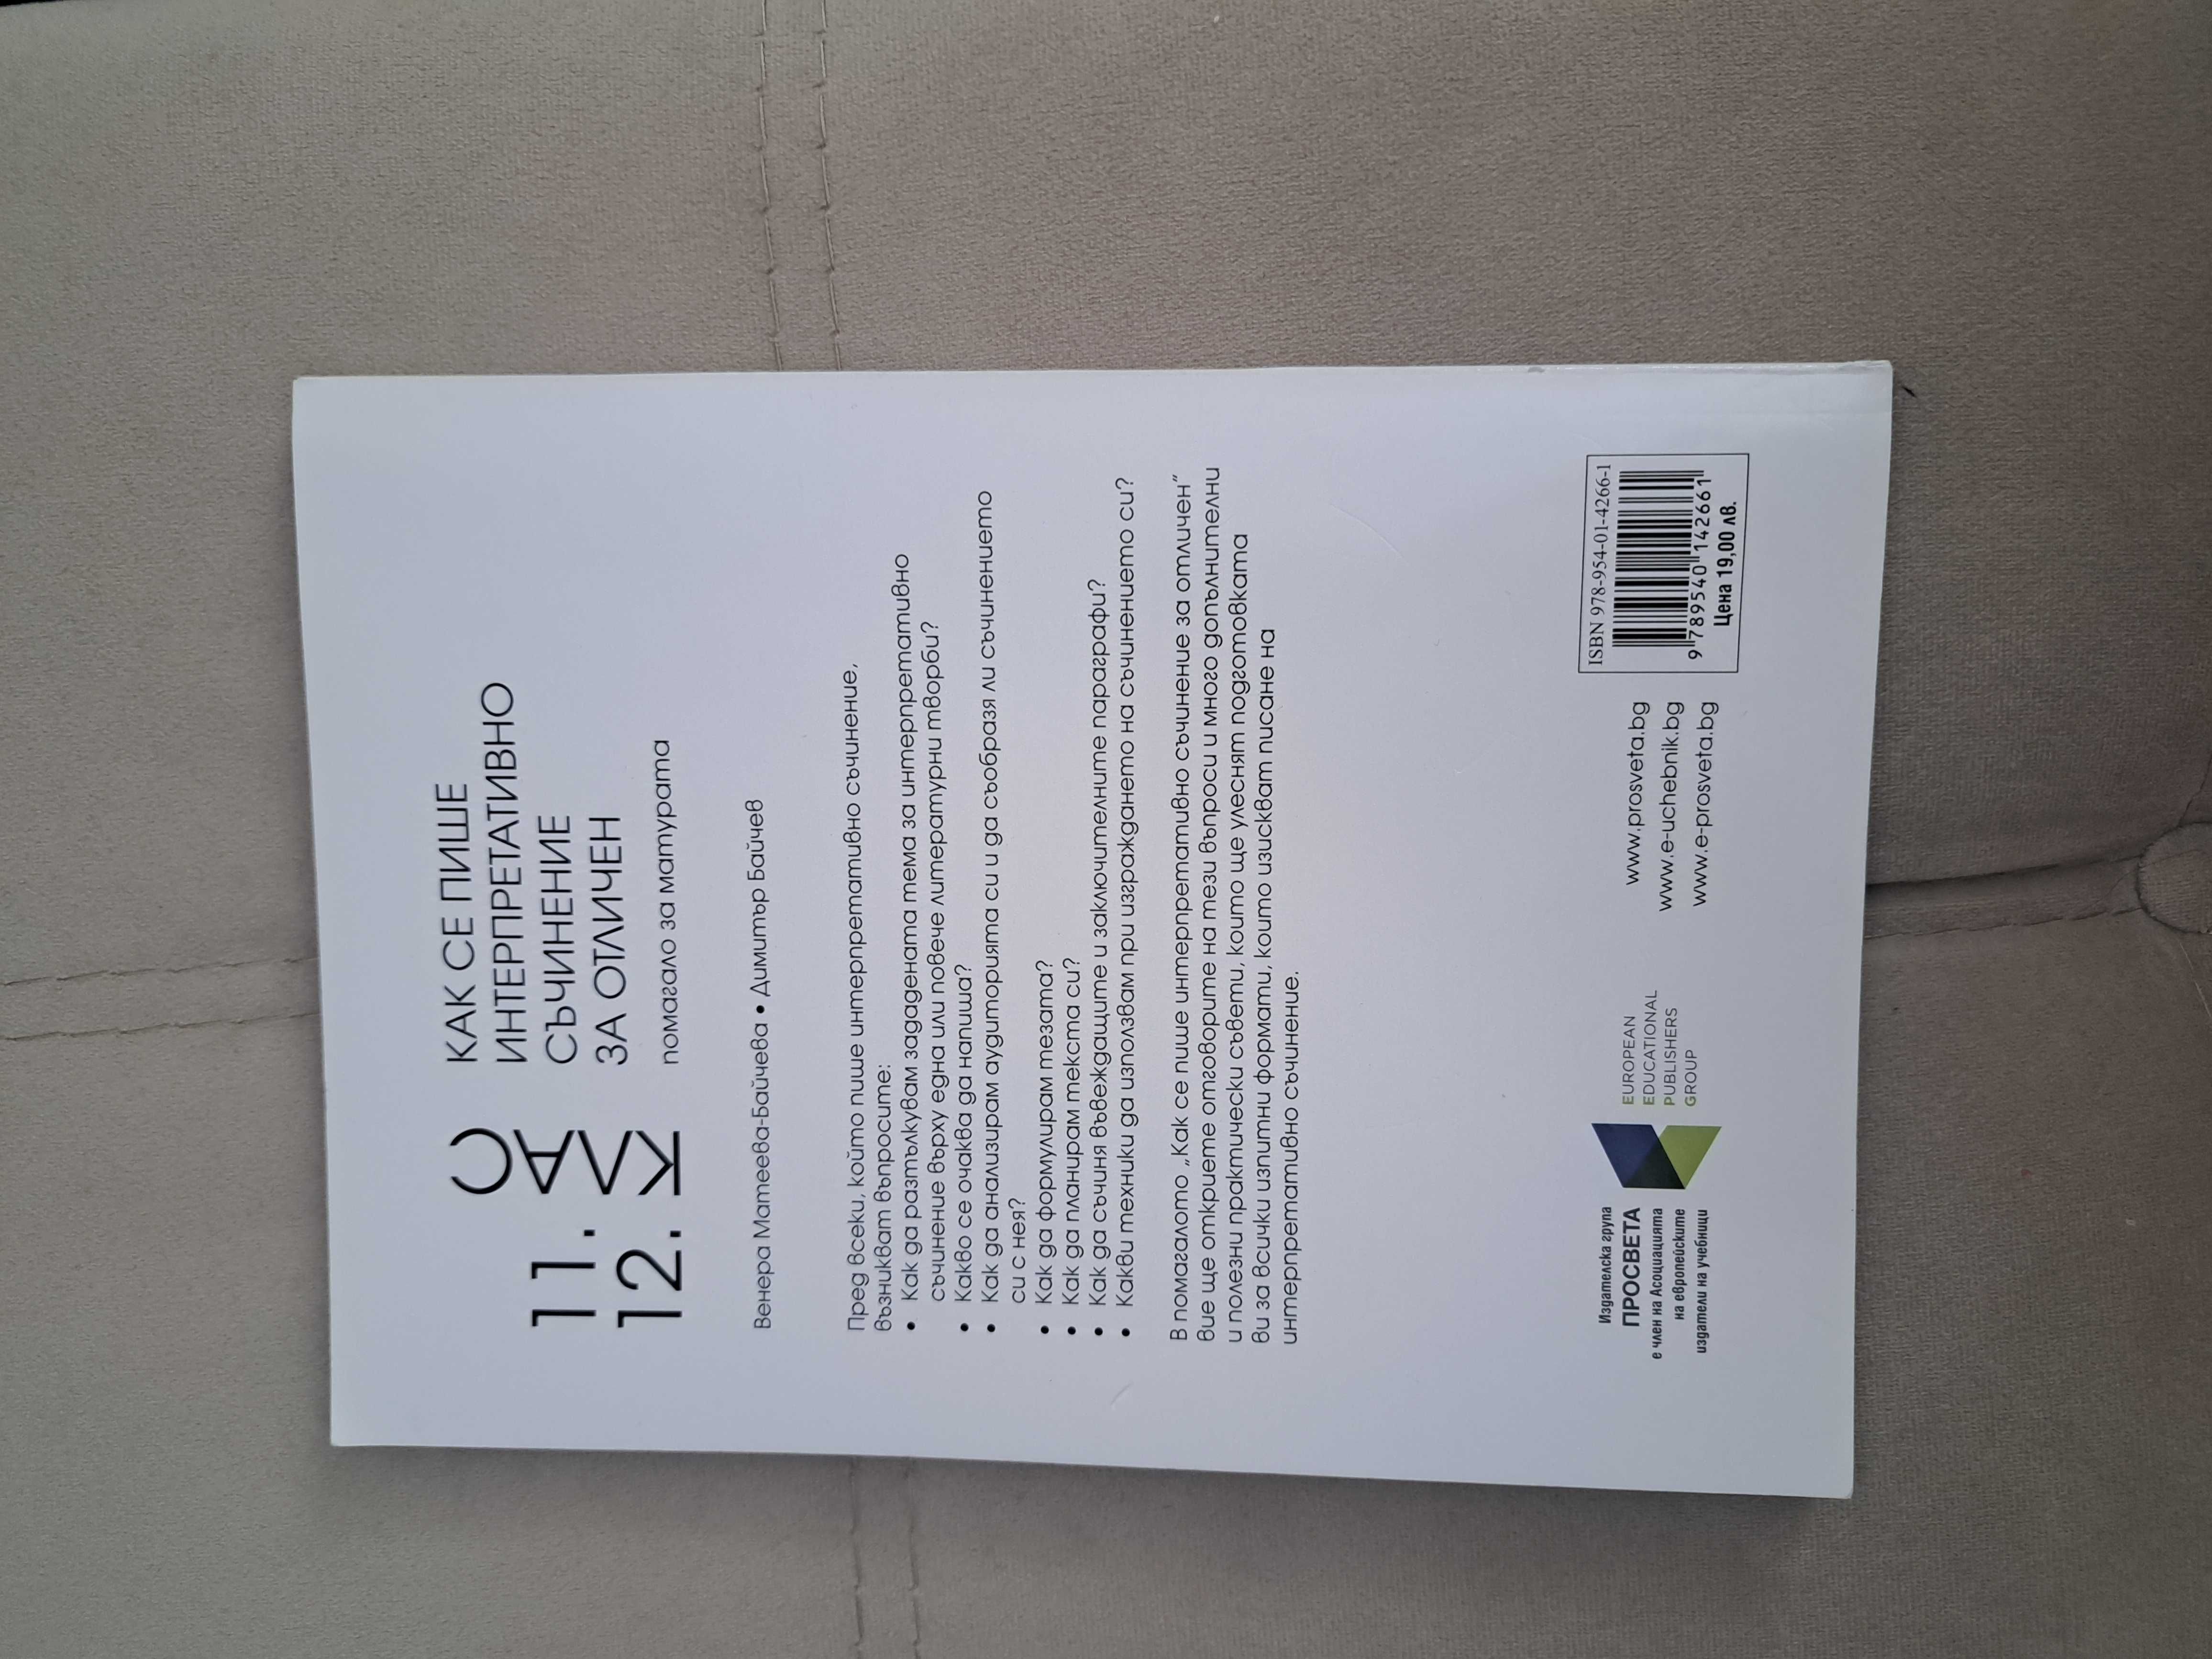 11.
12.
КЛАС
КАК СЕ ПИШЕ
ИНТЕРПРЕТАТИВНО
СЪЧИНЕНИЕ
ЗА ОТЛИЧЕН
помагало за матурата
Венера Матеева-Байчева • Димитър Байчев
Пред всеки, който пише интерпретативно съчинение,
възникват въпросите:
• Как да разтълкувам зададената тема за интерпретативно
съчинение върху една или повече литературни творби?
• Какво се очаква да напиша?
• Как да анализирам аудиторията си и да съобразя ли съчинението
си с нея?
• Как да формулирам тезата?
• Как да планирам текста си?
• Как да съчиня въвеждащите и заключителните параграфи?
• Какви техники да използвам при изграждането на съчинението си?
В помагалото „Как се пише интерпретативно съчинение за отличен“
вие ще откриете отговорите на тези въпроси и много допълнителни
и полезни практически съвети, които ще улеснят подготовката
ви за всички изпитни формати, които изискват писане на
интерпретативно съчинение.
Издателска група
ПРОСВЕТА
е член на Асоциацията
на европейските
издатели на учебници
EUROPEAN
EDUCATIONAL
PUBLISHERS
GROUP
www.prosveta.bg
www.e-uchebnik.bg
www.e-prosveta.bg
ISBN 978-954-01-4266-1
9 789540 142661
Цена 19,00 лв.